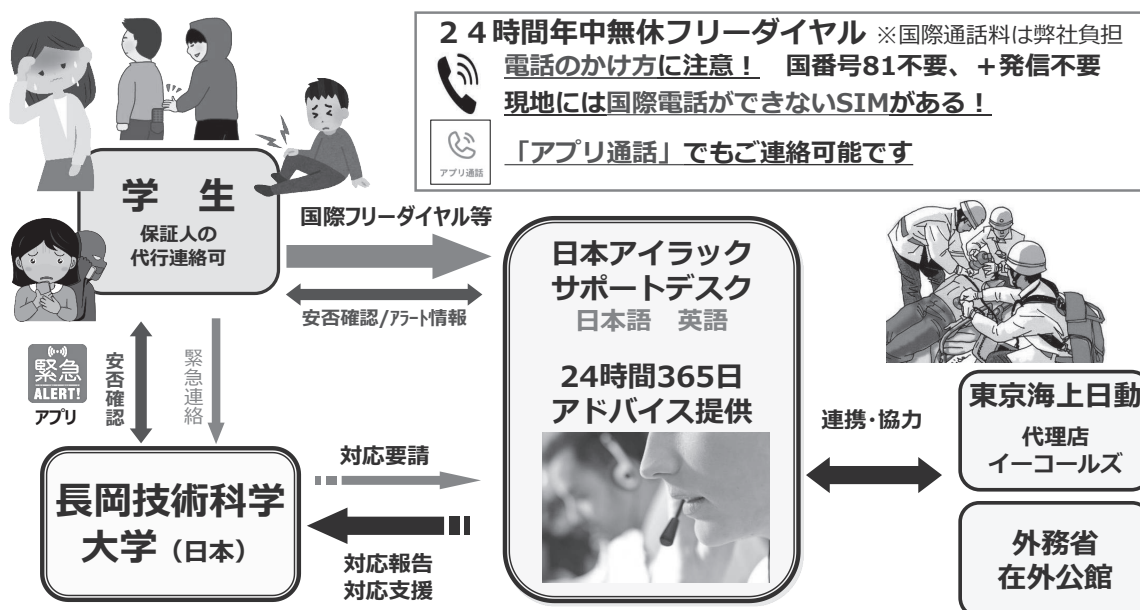 ２４時間年中無休フリーダイヤル ※国際通話料は弊社負担
電話のかけ方に注意！ 国番号81不要、＋発信不要
現地には国際電話ができないSIMがある！
アプリ通話
「アプリ通話」でもご連絡可能です
学 生
保証人の
代行連絡可
国際フリーダイヤル等
安否確認/アラート情報
日本アイラック
サポートデスク
日本語 英語
24時間365日
アドバイス提供
緊急
ALERT!
アプリ
安否確認
緊急連絡
連携・協力
東京海上日動
代理店
イーコールズ
長岡技術科学
大学（日本）
対応要請
対応報告
対応支援
外務省
在外公館